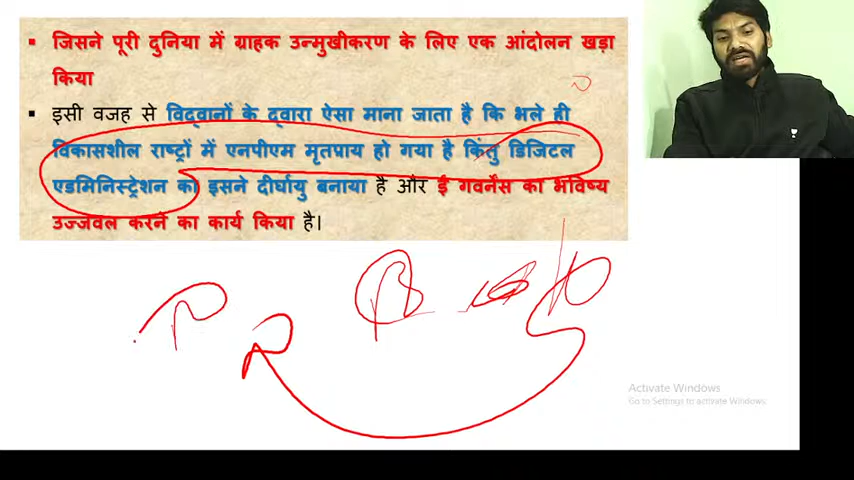 ▪ जिसने पूरी दुनिया में ग्राहक उन्मुखीकरण के लिए एक आंदोलन खड़ा
किया
▪ इसी वजह से विद्वानों के द्वारा ऐसा माना जाता है कि भले ही
विकासशील राष्ट्रों में एनपीएम मृतप्राय हो गया है किंतु डिजिटल
एडमिनिस्ट्रेशन को इसने दीर्घायु बनाया है और ई गवर्नेंस का भविष्य
उज्जवल करने का कार्य किया है।
Activate Windows
Go to Settings to activate Windows.